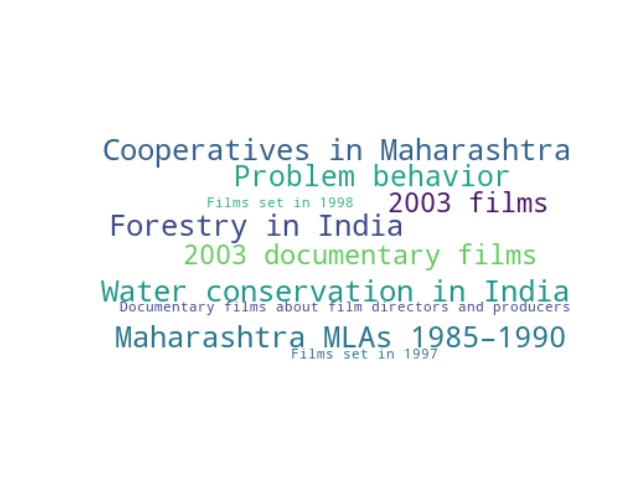 Cooperatives in Maharashtra
Problem behavior
Films set in 1998
2003 films
Forestry in India
2003 documentary films
Water conservation in India
Documentary films about film directors and producers
Maharashtra MLAs 1985–1990
Films set in 1997